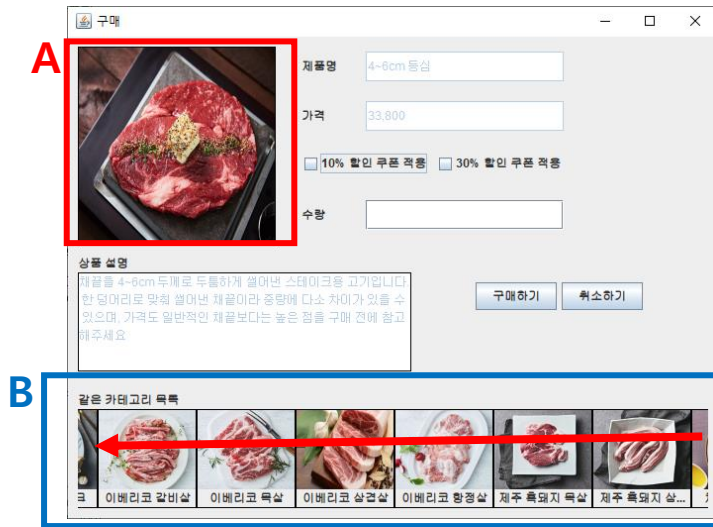 구매
A
제품명
4~6cm 등심
가격
33,800
10% 할인 쿠폰 적용
30% 할인 쿠폰 적용
수량
상품 설명
채끝을 4~6cm 두께로 두툼하게 썰어낸 스테이크용 고기입니다.
한 덩어리로 맞춰 썰어낸 채끝이라 중량에 다소 차이가 있을 수
있으며, 가격도 일반적인 채끝보다는 높은 점을 구매 전에 참고
해주세요
구매하기
취소하기
B
같은 카테고리 목록
크
이베리코 갈비살
이베리코 목살
이베리코 삼겹살
이베리코 항정살
제주 흑돼지 목살
제주 흑돼지 삼...